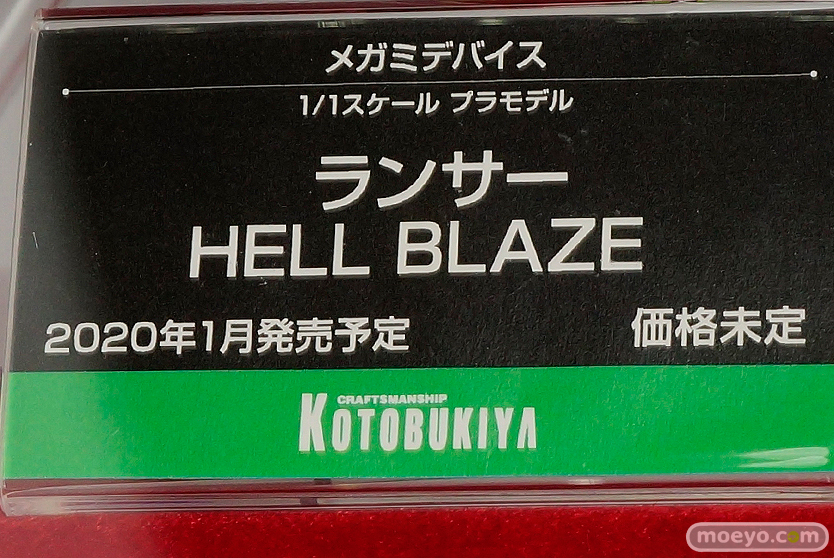 メガミデバイス
1/1スケール プラモデル
ランサー
HELL BLAZE
2020年1月発売予定 価格未定
CRAFTSMANSHIP
KOTOBUKIYA
moeyo.com